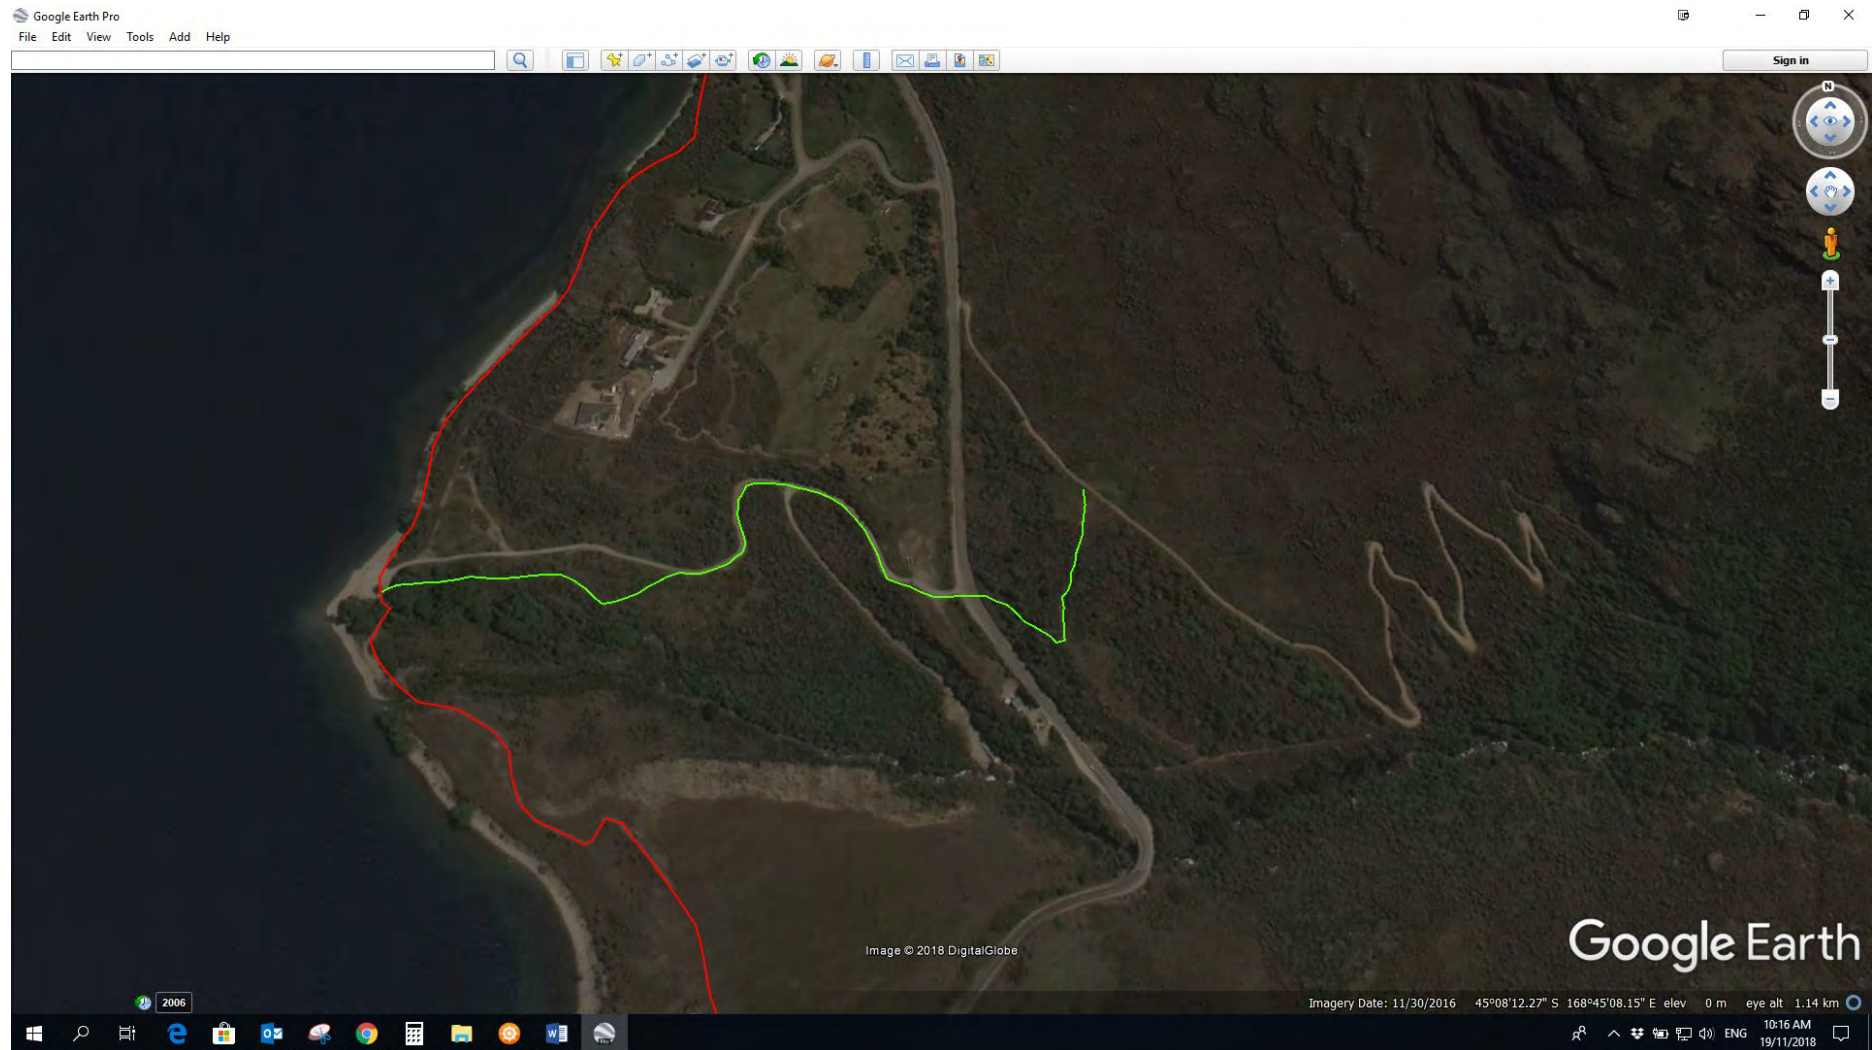 Google Earth Pro
File Edit View Tools Add Help
Sign in
N
Image © 2018 DigitalGlobe
Google Earth
2006
Imagery Date: 11/30/2016 45°08'12.27" S 168°45'08.15" E elev 0 m eye alt 1.14 km
ENG
10:16 AM
19/11/2018